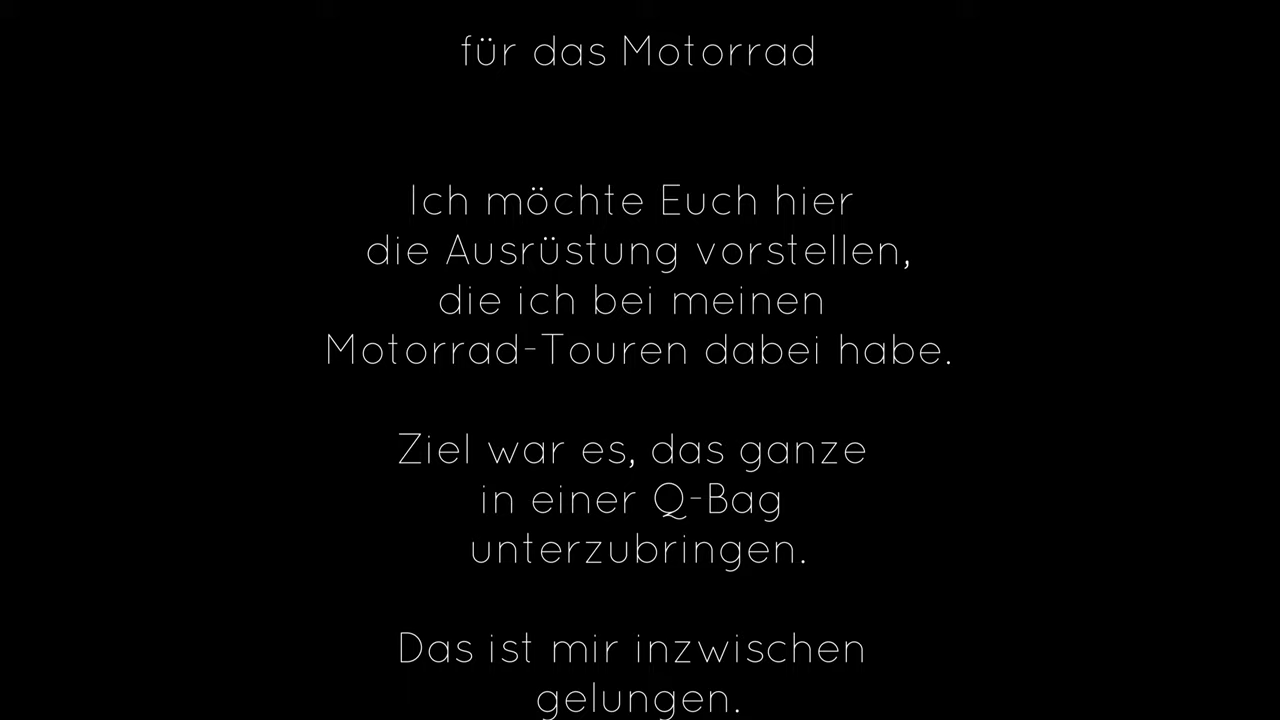 für das Motorrad
Ich möchte Euch hier
die Ausrüstung vorstellen,
die ich bei meinen
Motorrad-Touren dabei habe.
Ziel war es, das ganze
in einer Q-Bag
unterzubringen.
Das ist mir inzwischen
gelungen.